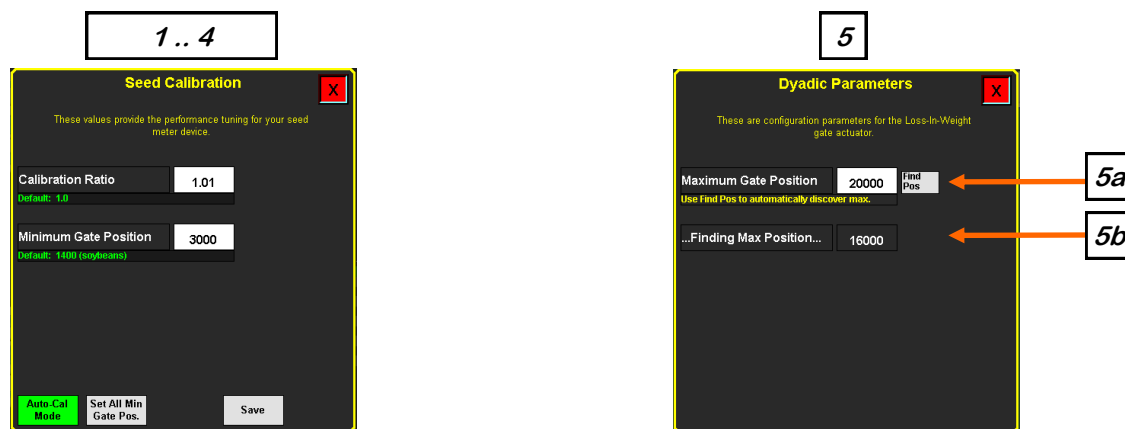 1 .. 4
5
Seed Calibration
X
These values provide the performance tuning for your seed
meter device.
Calibration Ratio
1.01
Default: 1.0
Minimum Gate Position
3000
Default: 1400 (soybeans)
Auto-Cal
Mode
Set All Min
Gate Pos.
Save
Dyadic Parameters
X
These are configuration parameters for the Loss-In-Weight
gate actuator.
Maximum Gate Position
20000
Find
Pos
Use Find Pos to automatically discover max.
...Finding Max Position...
16000
5a
5b